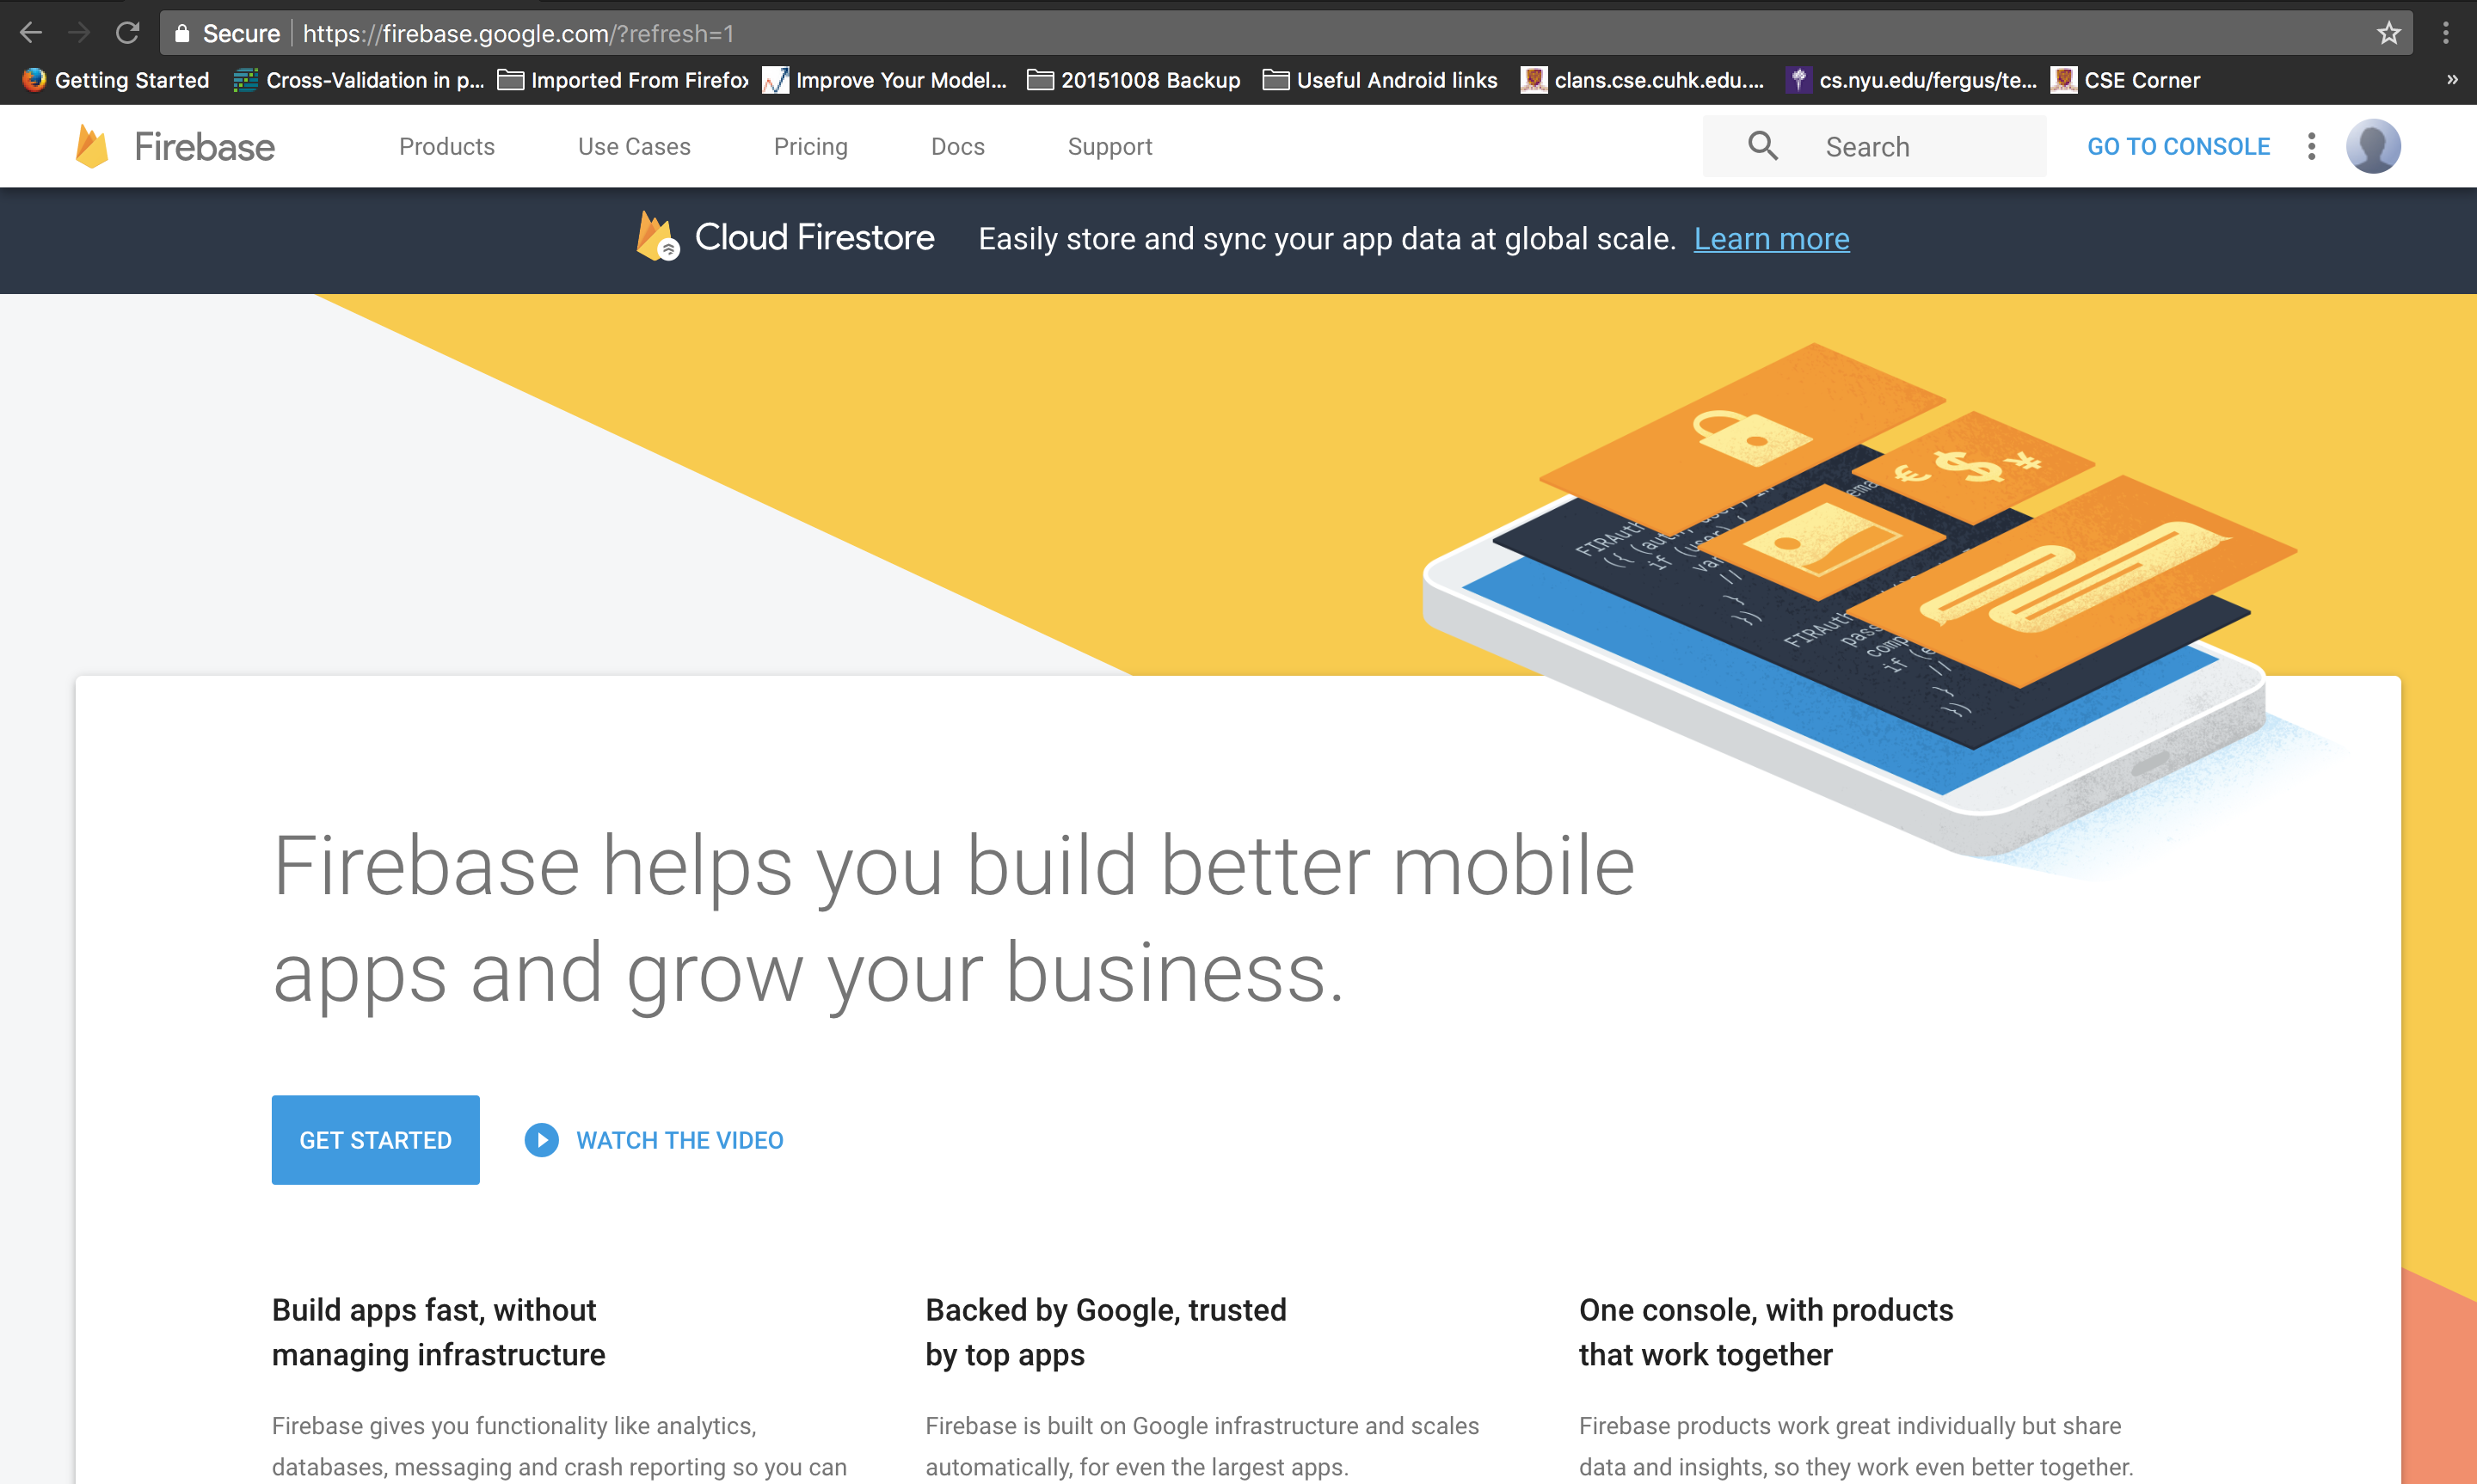 Secure https://firebase.google.com/?refresh=1
Getting Started Cross-Validation in p... Imported From Firefox Improve Your Model... 20151008 Backup Useful Android links clans.cse.cuhk.edu.... cs.nyu.edu/fergus/te... CSE Corner »
Firebase Products Use Cases Pricing Docs Support Search GO TO CONSOLE
Cloud Firestore Easily store and sync your app data at global scale. Learn more
€ $ ¥
FIRAuth
if (user)
//
}
})
FIRAuth
if
//
}
})
Firebase helps you build better mobile
apps and grow your business.
GET STARTED WATCH THE VIDEO
Build apps fast, without
managing infrastructure
Firebase gives you functionality like analytics,
databases, messaging and crash reporting so you can
Backed by Google, trusted
by top apps
Firebase is built on Google infrastructure and scales
automatically, for even the largest apps.
One console, with products
that work together
Firebase products work great individually but share
data and insights, so they work even better together.